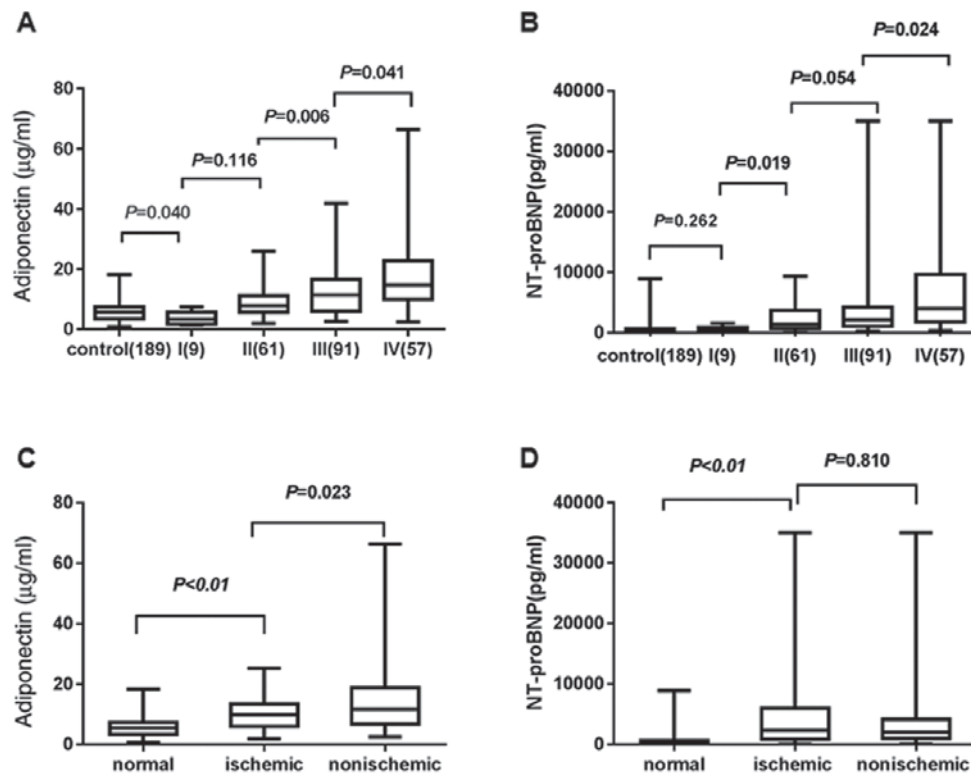 A
P=0.041
P=0.006
P=0.116
P=0.040
Adiponectin (μg/ml)
80
60
40
20
0
control(189) I(9) II(61) III(91) IV(57)
B
P=0.024
P=0.054
P=0.019
P=0.262
NT-proBNP(pg/ml)
40000
30000
20000
10000
0
control(189) I(9) II(61) III(91) IV(57)
C
P=0.023
P<0.01
Adiponectin (μg/ml)
80
60
40
20
0
normal ischemic nonischemic
D
P<0.01 P=0.810
NT-proBNP(pg/ml)
40000
30000
20000
10000
0
normal ischemic nonischemic